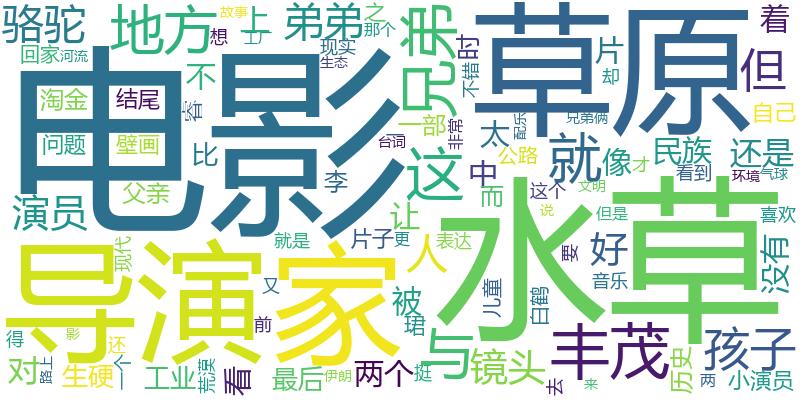 骆驼
地方
上
弟弟
之
那个
故事
工厂
想
兄弟
草原
着
回家
河流
电影
现实
生态
时
片
却
不错
但
不
淘金
结尾
睿
自己
问题
壁画
比
一部
台词
非常
兄弟俩
配乐
太
就
像
民族
才
还是
父亲
李
这
中
公路
看到
环境
气球
演员
让
而
这个
文明
说
但是
喜欢
现代
导演
家
就是
片子
更
表达
人
水草
要
好
音乐
没有
又
被
珺
儿童
白鹤
得
影
还
前
与
镜头
丰茂
孩子
对
路上
生硬
一个
工业
荒漠
看
最后
伊朗
两个
挺
去
来
历史
两
小演员